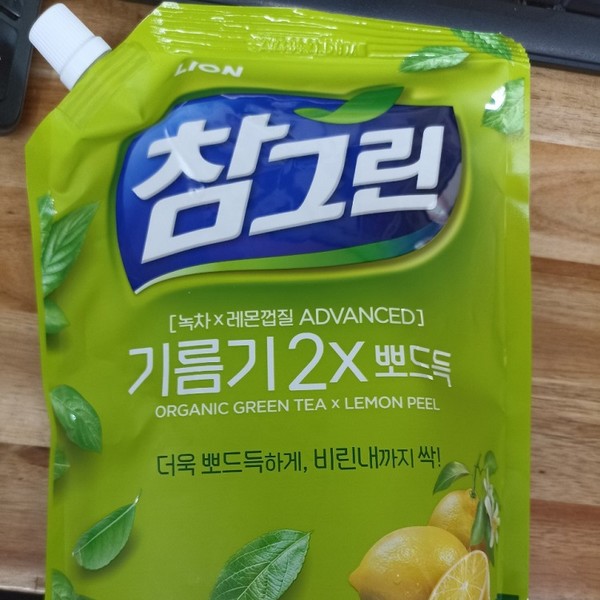 LION
참그린
[녹차x레몬껍질 ADVANCED]
기름기 2X 뽀드득
ORGANIC GREEN TEA x LEMON PEEL
더욱 뽀드득하게, 비린내까지 싹!